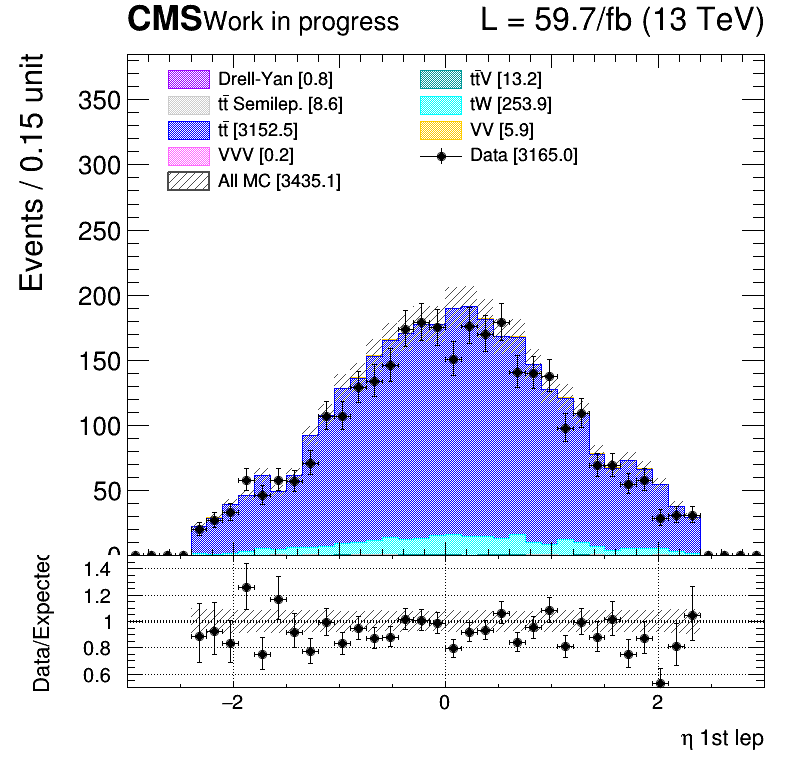 CMS Work in progress L = 59.7/fb (13 TeV)
Events / 0.15 unit
350
300
250
200
150
100
50
0
Drell-Yan [0.8]
tt̄ Semilep. [8.6]
tt̄ [3152.5]
VVV [0.2]
All MC [3435.1]
tt̄V [13.2]
tW [253.9]
VV [5.9]
Data [3165.0]
Data/Expected
1.4
1.2
1
0.8
0.6
−2 0 2
η 1st lep